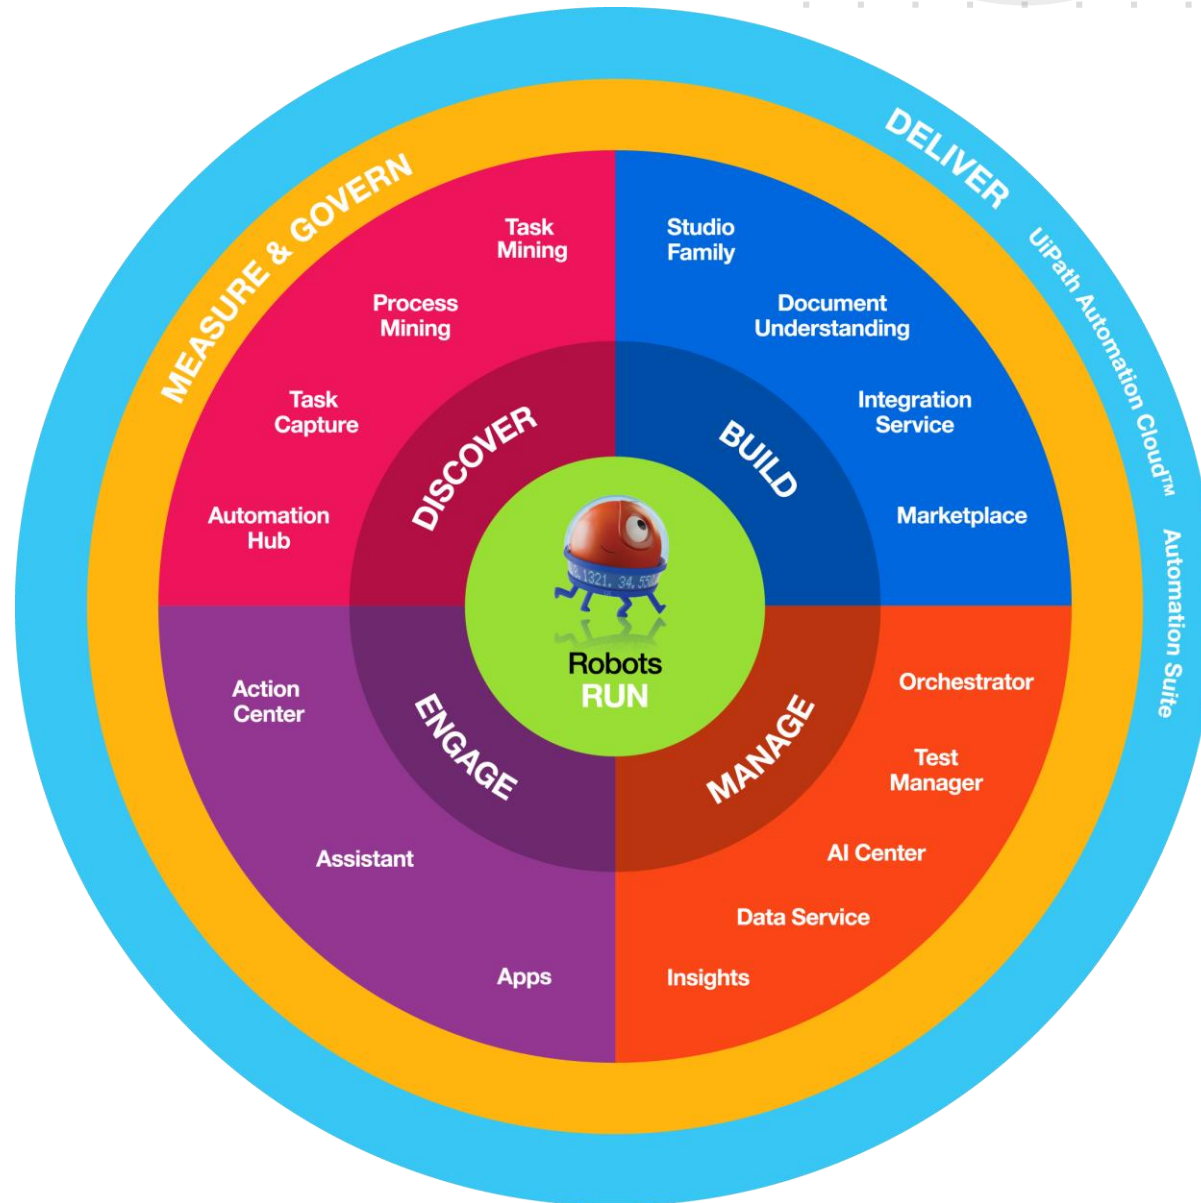 MEASURE & GOVERN
DELIVER
UiPath Automation Cloud™
Automation Suite
DISCOVER
Task
Mining
Process
Mining
Task
Capture
Automation
Hub
BUILD
Studio
Family
Document
Understanding
Integration
Service
Marketplace
Robots
RUN
ENGAGE
Action
Center
Assistant
Apps
MANAGE
Orchestrator
Test
Manager
AI Center
Data Service
Insights